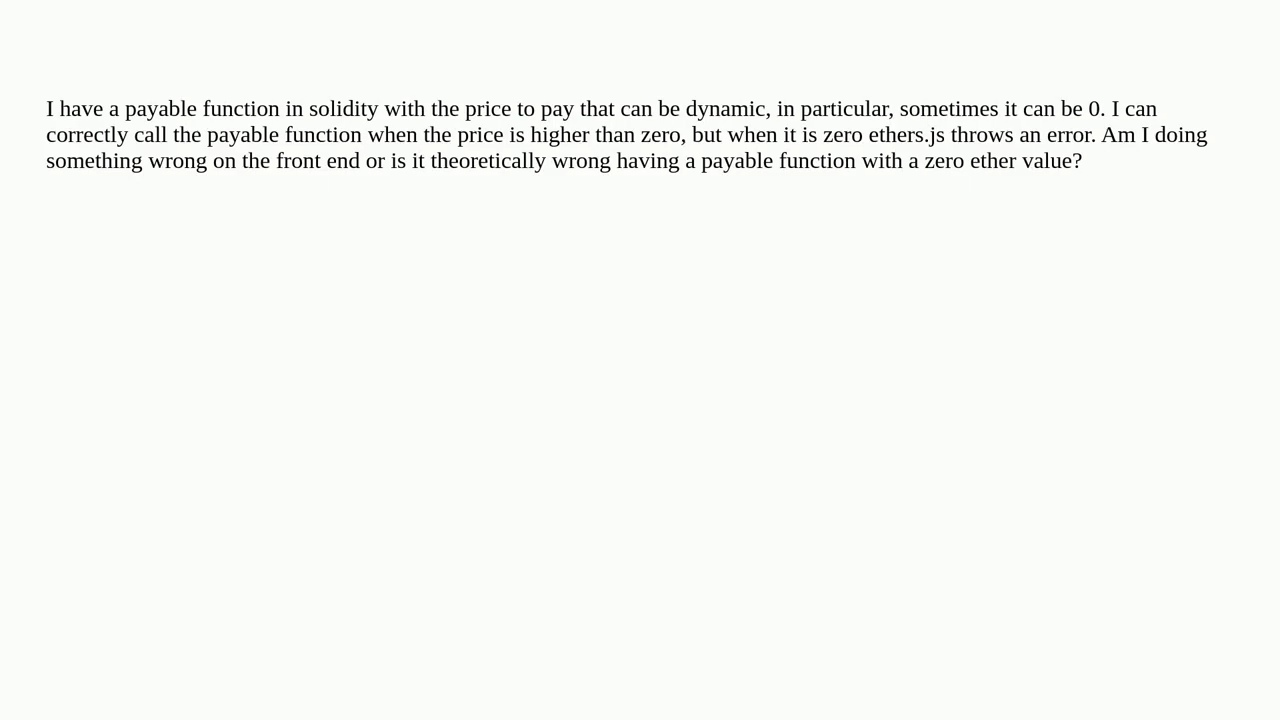 I have a payable function in solidity with the price to pay that can be dynamic, in particular, sometimes it can be 0. I can
correctly call the payable function when the price is higher than zero, but when it is zero ethers.js throws an error. Am I doing
something wrong on the front end or is it theoretically wrong having a payable function with a zero ether value?